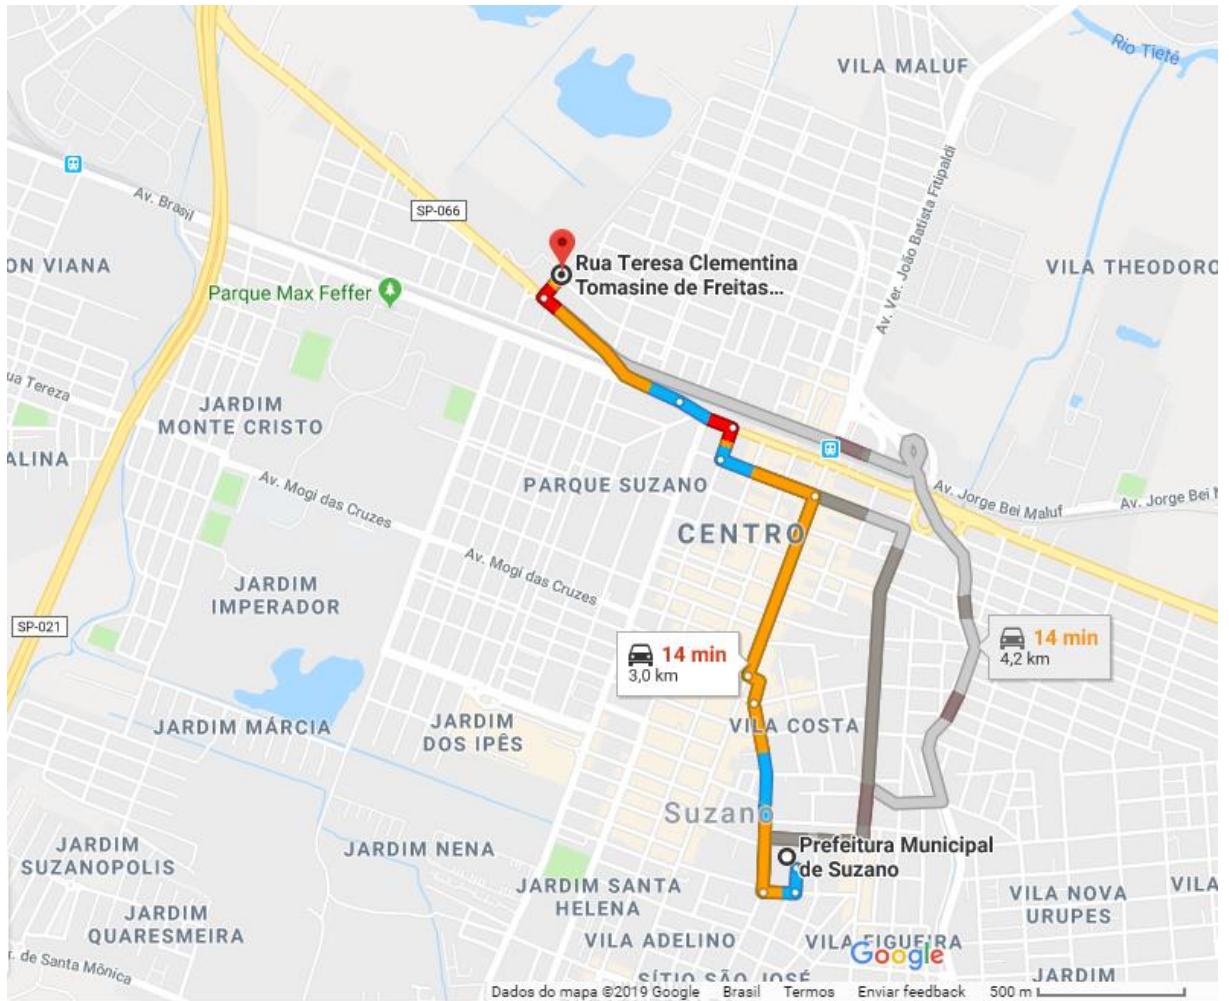 VILA MALUF
Rio Tietê
Av. Ver. João Batista Fitipaldi
Av. Brasil
SP-066
ON VIANA
Parque Max Feffer
Rua Teresa Clementina
Tomasine de Freitas...
VILA THEODORO
ua Tereza
JARDIM
MONTE CRISTO
ALINA
Av. Mogi das Cruzes
PARQUE SUZANO
Av. Jorge Bei Maluf
Av. Jorge Bei M
CENTRO
Av. Mogi das Cruzes
JARDIM
IMPERADOR
SP-021
14 min
3,0 km
14 min
4,2 km
JARDIM MÁRCIA
JARDIM
DOS IPÊS
VILA COSTA
Suzano
JARDIM
SUZANOPOLIS
JARDIM NENA
Prefeitura Municipal
de Suzano
JARDIM SANTA
HELENA
VILA NOVA
URUPES
VILA
JARDIM
QUARESMEIRA
VILA ADELINO
VILA FIGUEIRA
r. de Santa Mônica
SÍTIO SÃO JOSÉ
Google
JARDIM
Dados do mapa ©2019 Google Brasil Termos Enviar feedback 500 m